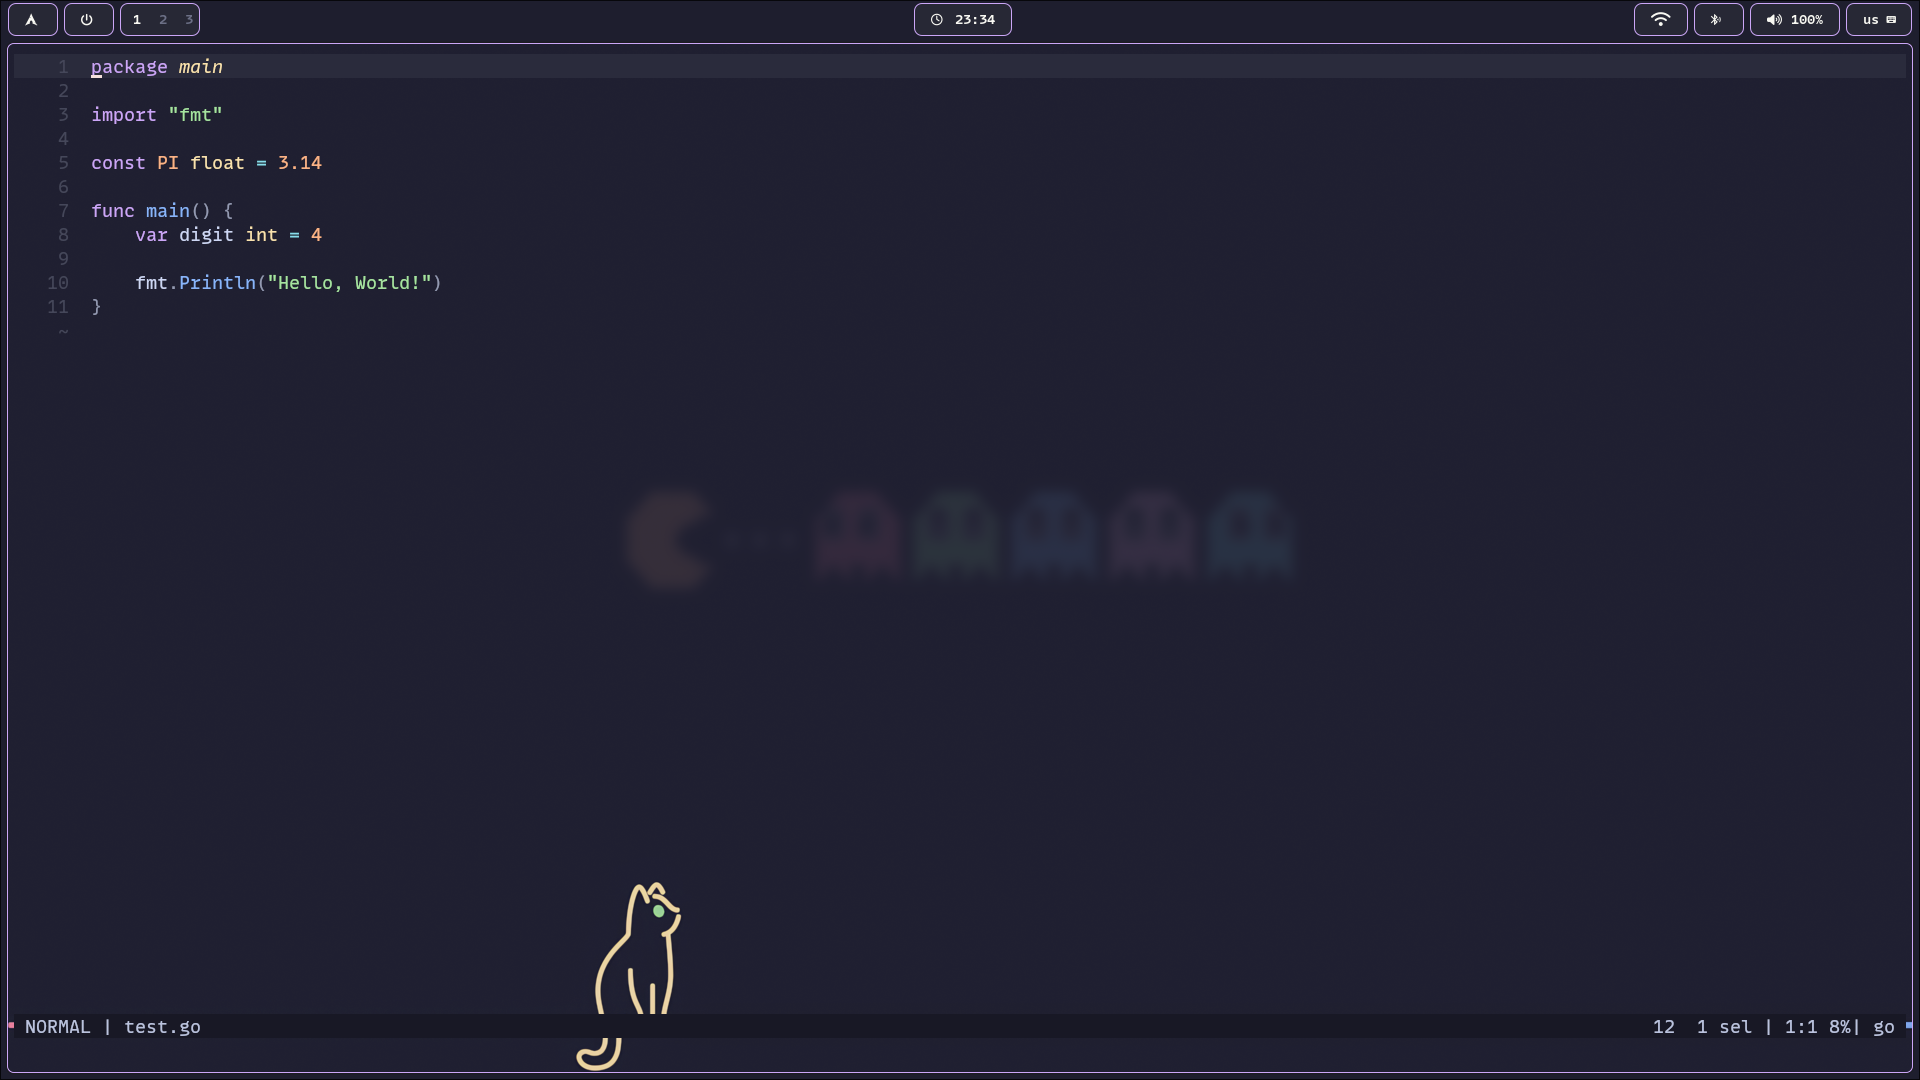 1 2 3 23:34 100% us
1 package main
2
3 import "fmt"
4
5 const PI float = 3.14
6
7 func main() {
8     var digit int = 4
9
10     fmt.Println("Hello, World!")
11 }
~
NORMAL | test.go 12 1 sel | 1:1 8%| go